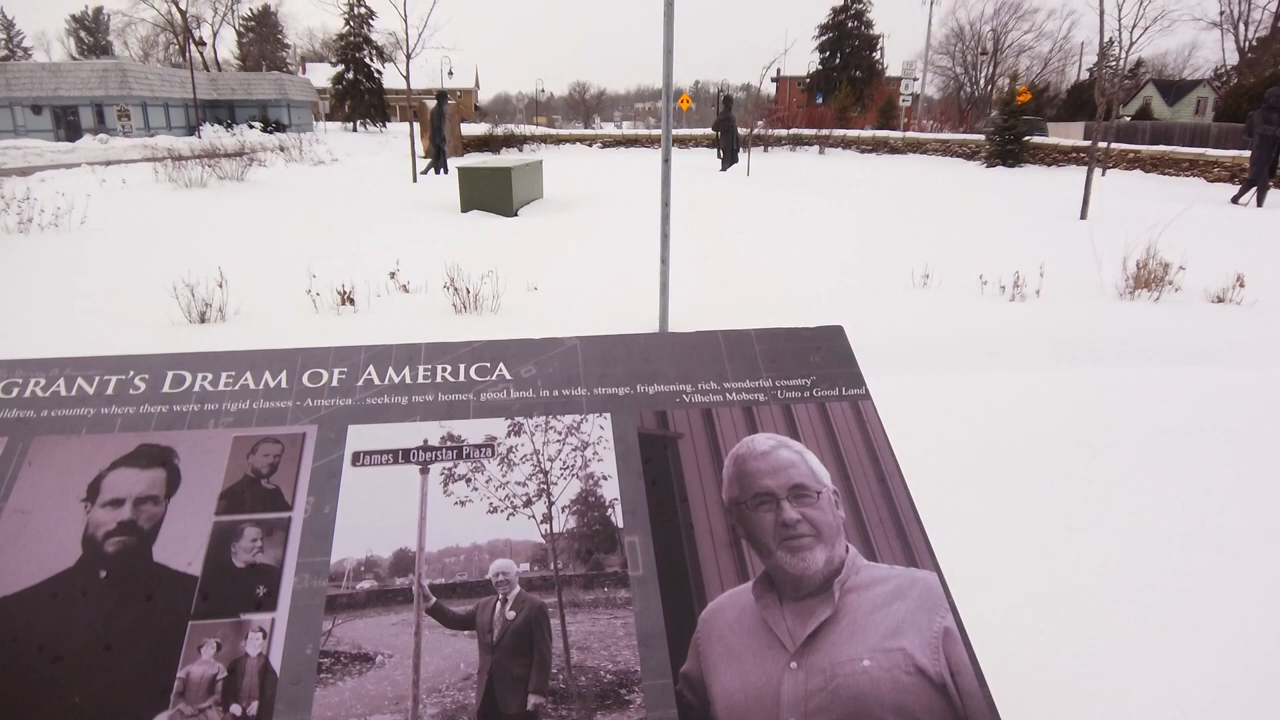 8
GRANT'S DREAM OF AMERICA
ildren, a country where there were no rigid classes - America…seeking new homes, good land, in a wide, strange, frightening, rich, wonderful country"
- Vilhelm Moberg, "Unto a Good Land
James L Oberstar Plaza